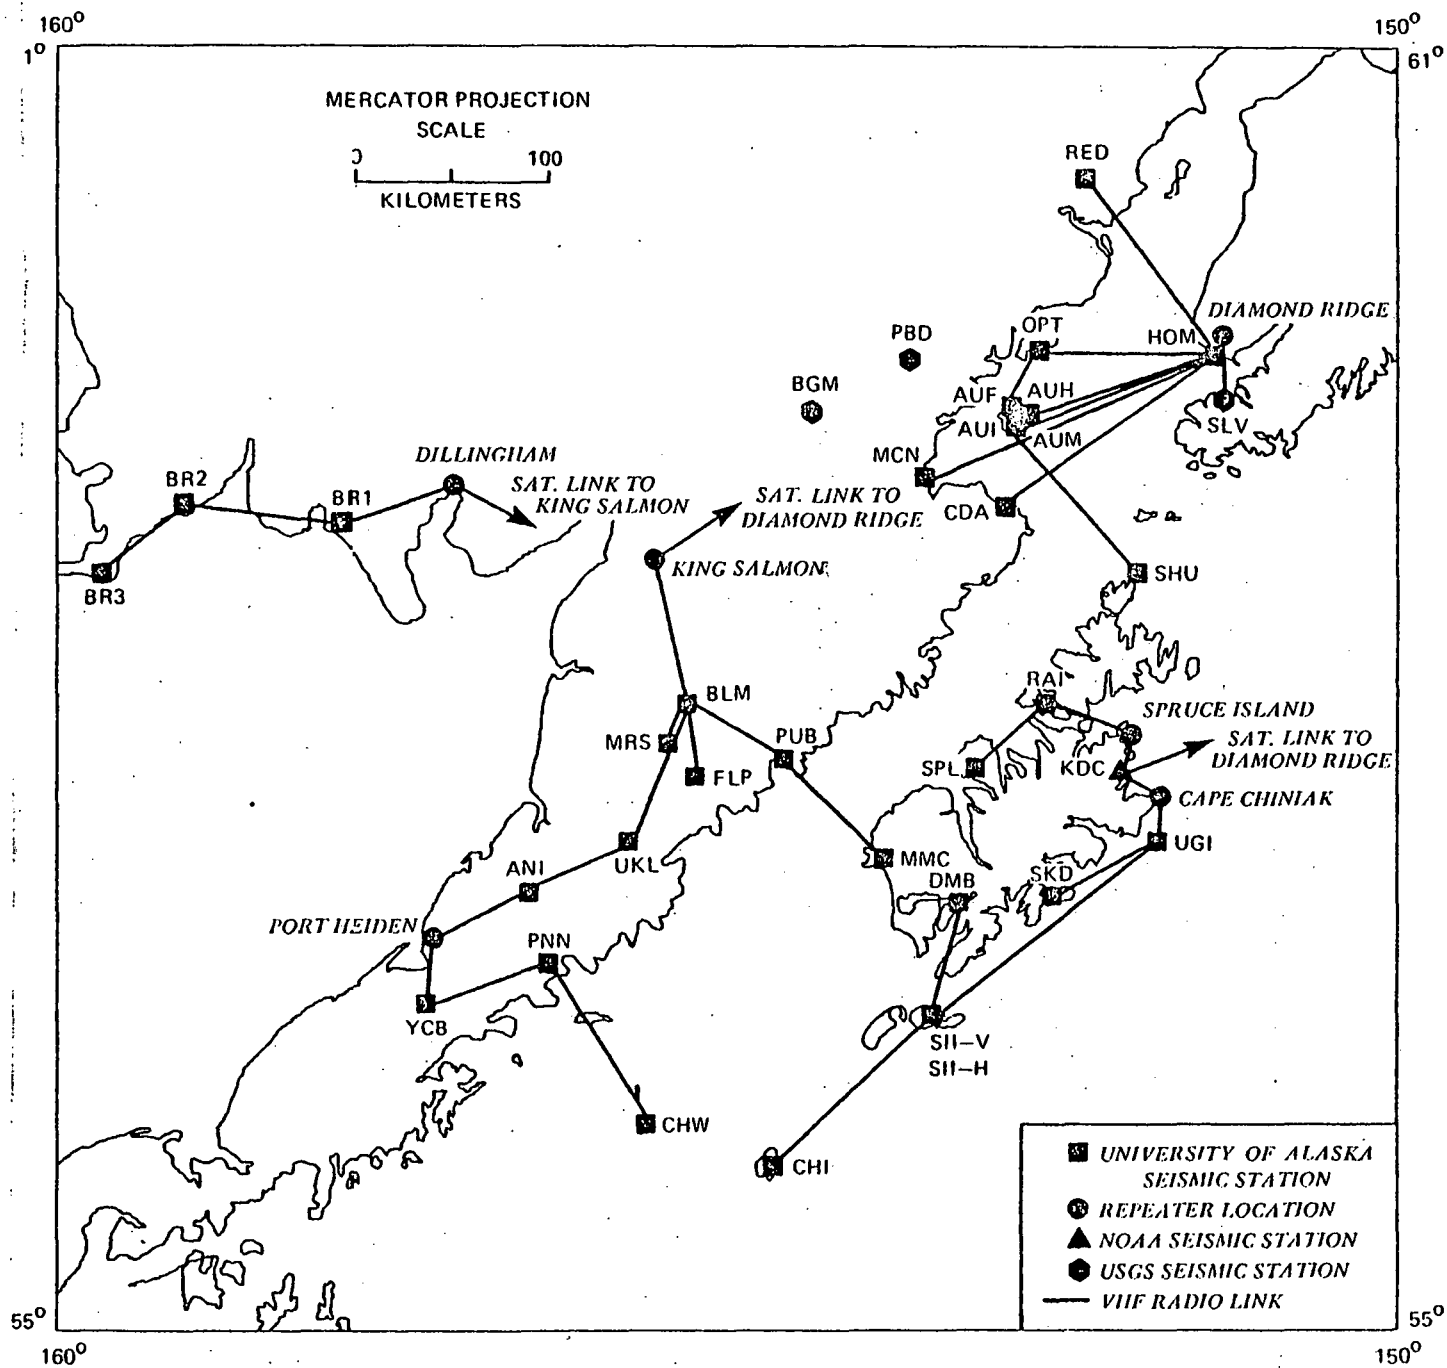 160°
150°
1°
61°
MERCATOR PROJECTION
SCALE
0 100
KILOMETERS
RED
DIAMOND RIDGE
HOM
OPT
PBD
BGM
AUF
AUH
AUI
AUM
SLV
MCN
CDA
DILLINGHAM
SAT. LINK TO
KING SALMON
BR2
BR1
BR3
SAT. LINK TO
DIAMOND RIDGE
KING SALMON
SHU
RAI
SPRUCE ISLAND
SAT. LINK TO
DIAMOND RIDGE
BLM
MRS
FLP
PUB
SPL
KDC
CAPE CHINIAK
UGI
UKL
ANI
MMC
DMB
SKD
PORT HEIDEN
PNN
YCB
SII-V
SII-H
CHW
CHI
UNIVERSITY OF ALASKA
SEISMIC STATION
REPEATER LOCATION
NOAA SEISMIC STATION
USGS SEISMIC STATION
VHF RADIO LINK
55°
55°
160°
150°